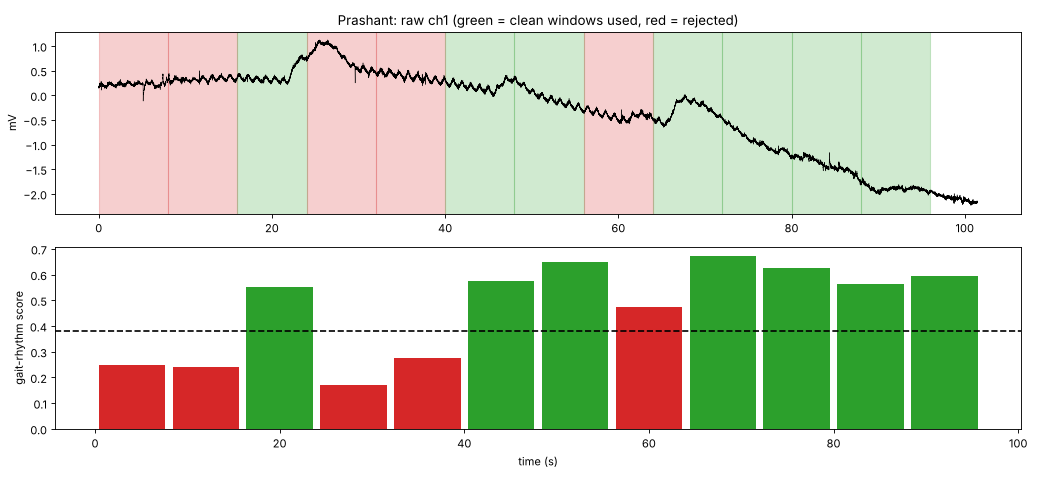 Prashant: raw ch1 (green = clean windows used, red = rejected)
1.0
0.5
0.0
−0.5
−1.0
−1.5
−2.0
mV
0 20 40 60 80 100
0.7
0.6
0.5
0.4
0.3
0.2
0.1
0.0
gait-rhythm score
0 20 40 60 80 100
time (s)